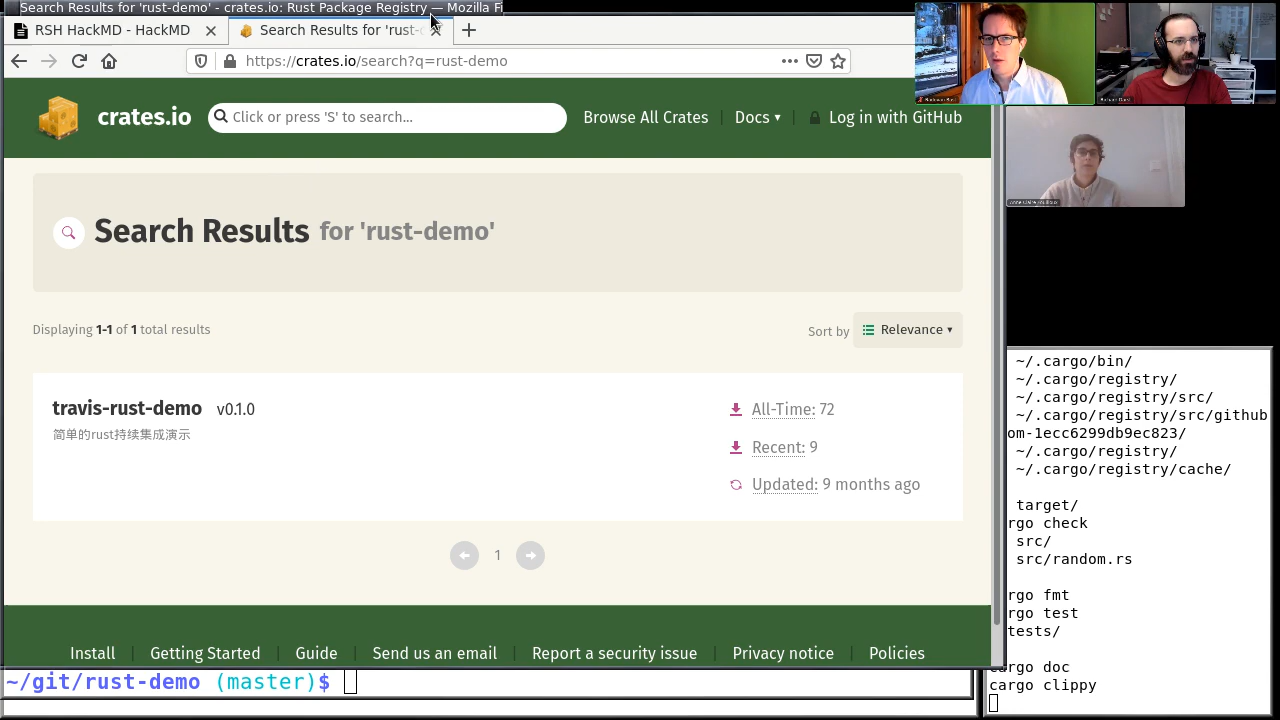 Search Results for 'rust-demo' - crates.io: Rust Package Registry — Mozilla Fi
RSH HackMD - HackMD
Search Results for 'rust-
https://crates.io/search?q=rust-demo
crates.io
Click or press 'S' to search...
Browse All Crates
Docs
Log in with GitHub
Search Results for 'rust-demo'
Displaying 1-1 of 1 total results
Sort by
Relevance
travis-rust-demo v0.1.0
简单的rust持续集成演示
All-Time: 72
Recent: 9
Updated: 9 months ago
1
Install
Getting Started
Guide
Send us an email
Report a security issue
Privacy notice
Policies
~/git/rust-demo (master)$
~/.cargo/bin/
~/.cargo/registry/
~/.cargo/registry/src/
~/.cargo/registry/src/github
om-1ecc6299db9ec823/
~/.cargo/registry/
~/.cargo/registry/cache/
target/
rgo check
src/
src/random.rs
rgo fmt
rgo test
tests/
cargo doc
cargo clippy